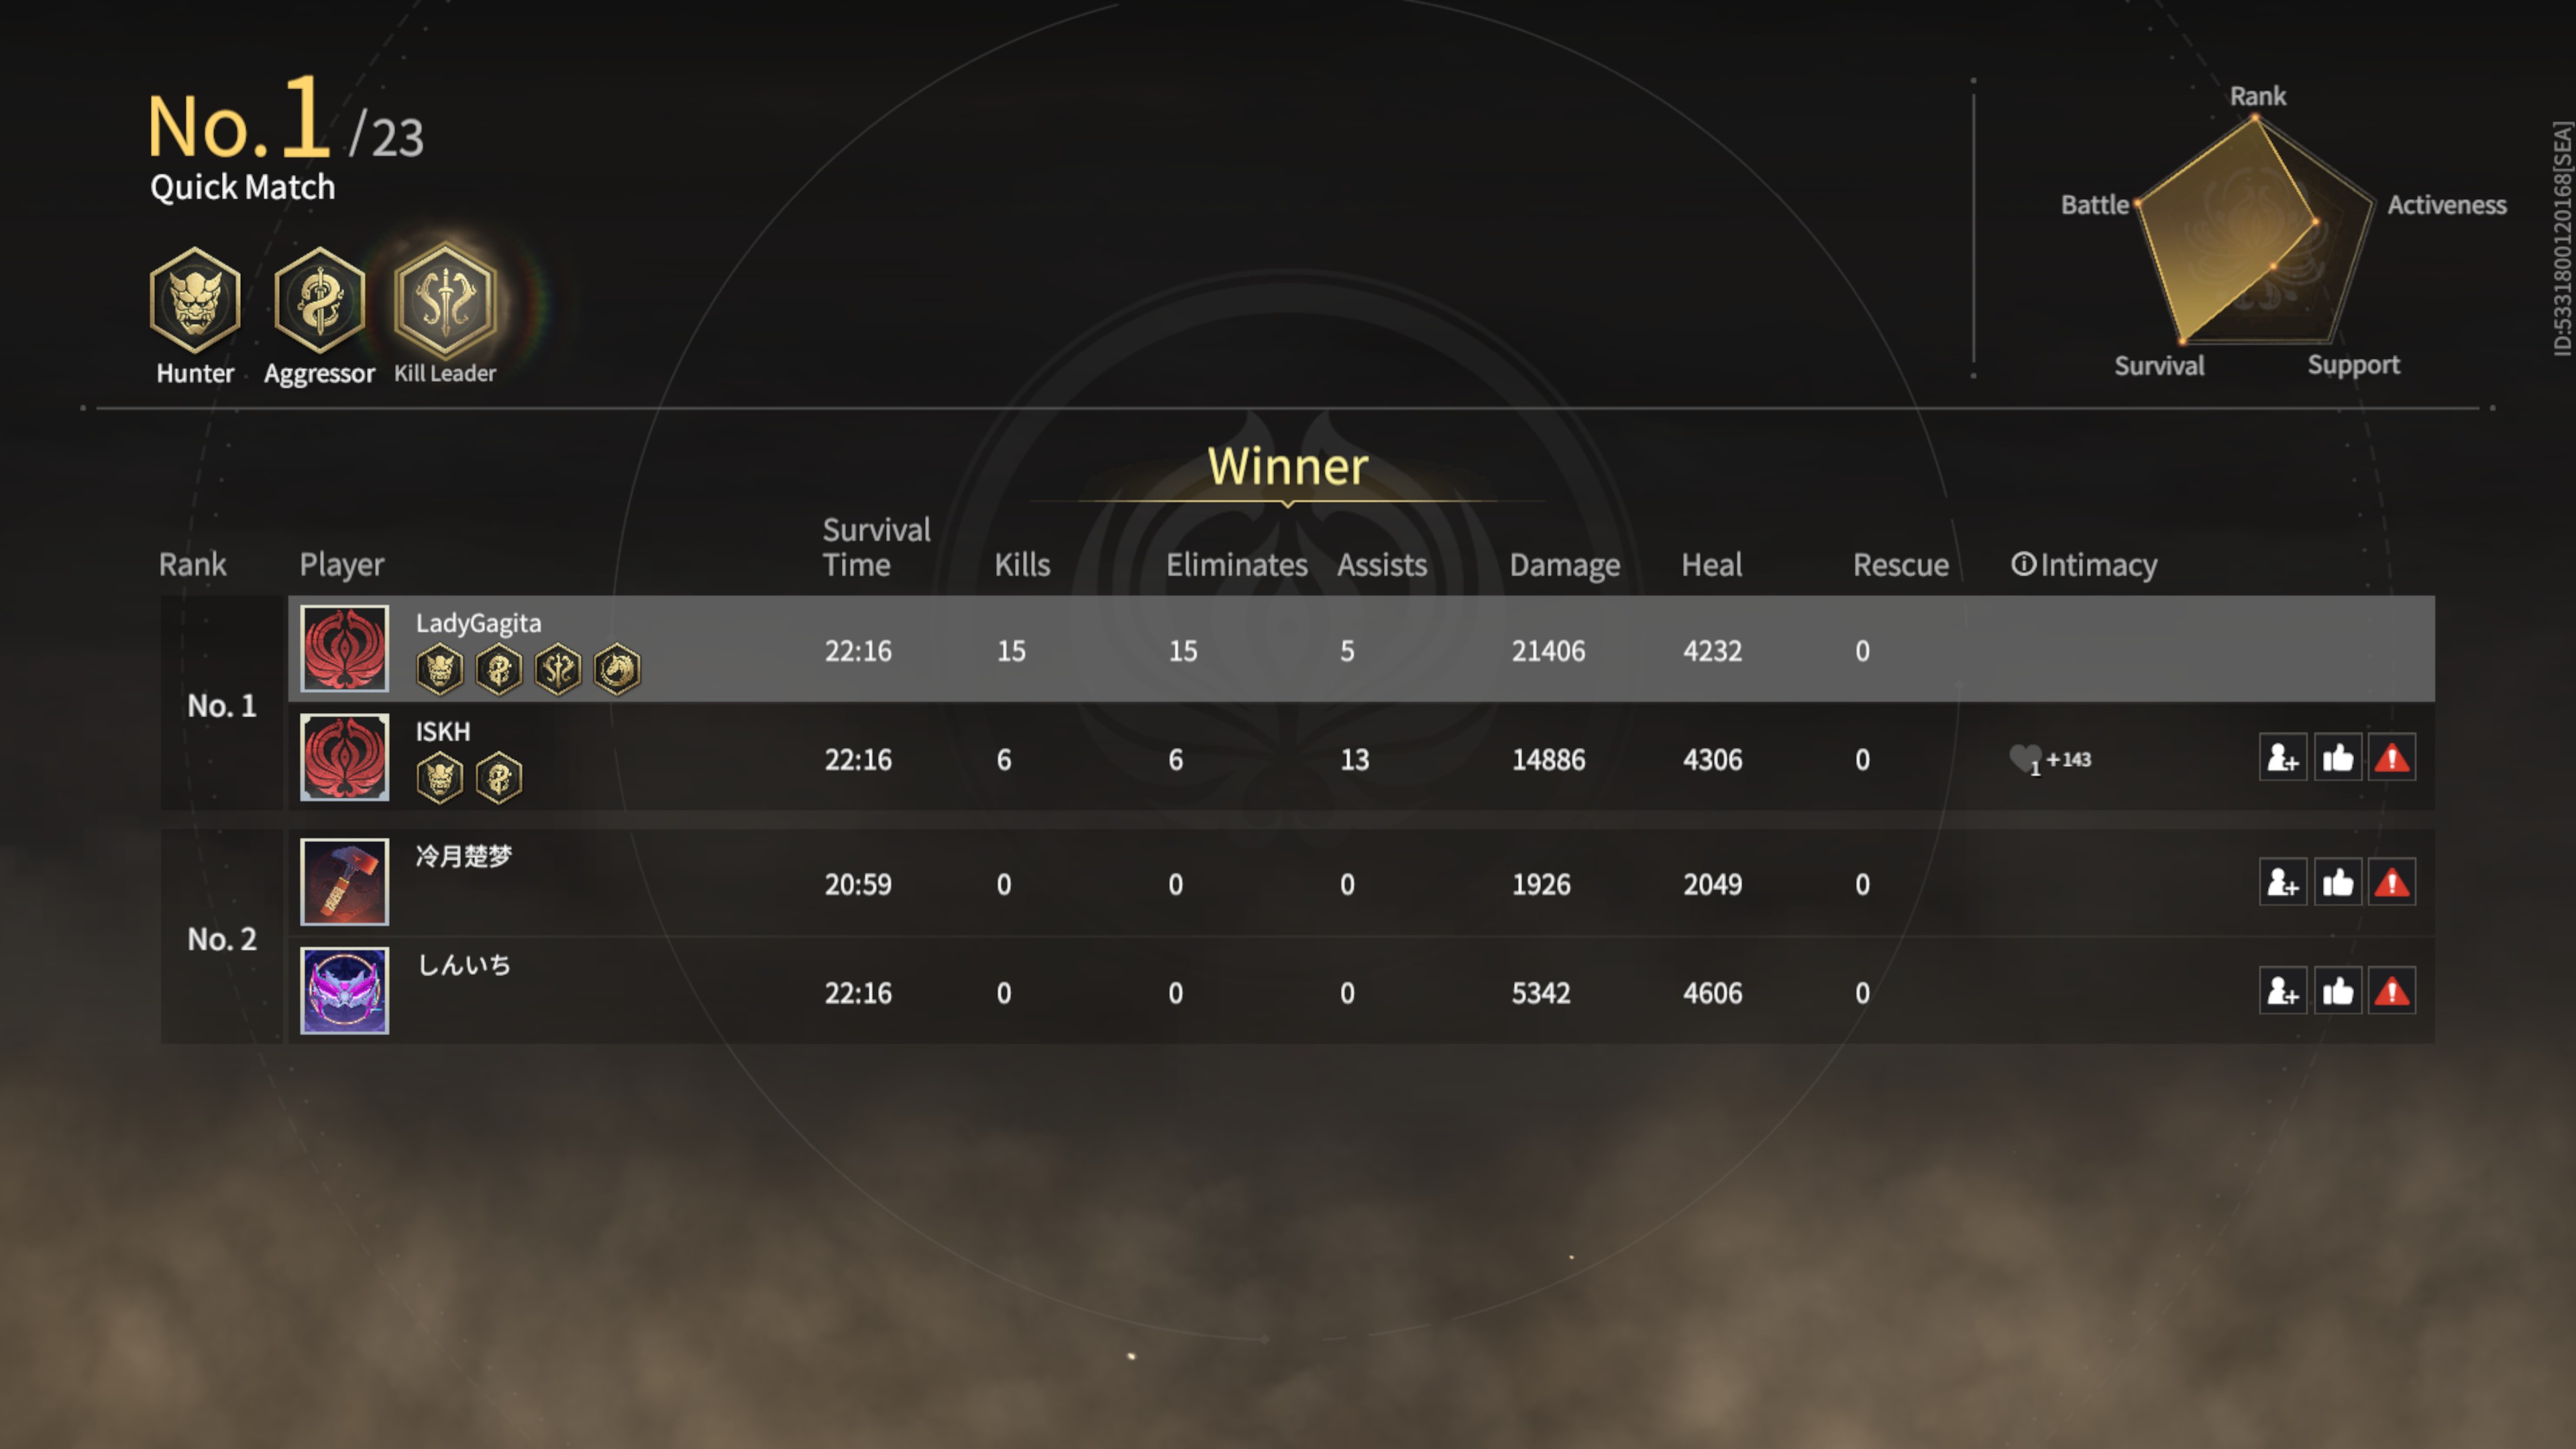 No.1/23
Quick Match
Hunter Aggressor Kill Leader
Rank
Battle Activeness
Survival Support
ID:5331800120168[SEA]
Winner
Rank Player Survival Time Kills Eliminates Assists Damage Heal Rescue Intimacy
No. 1
LadyGagita
22:16 15 15 5 21406 4232 0
ISKH
22:16 6 6 13 14886 4306 0 1 +143
No. 2
冷月楚梦
20:59 0 0 0 1926 2049 0
しんいち
22:16 0 0 0 5342 4606 0